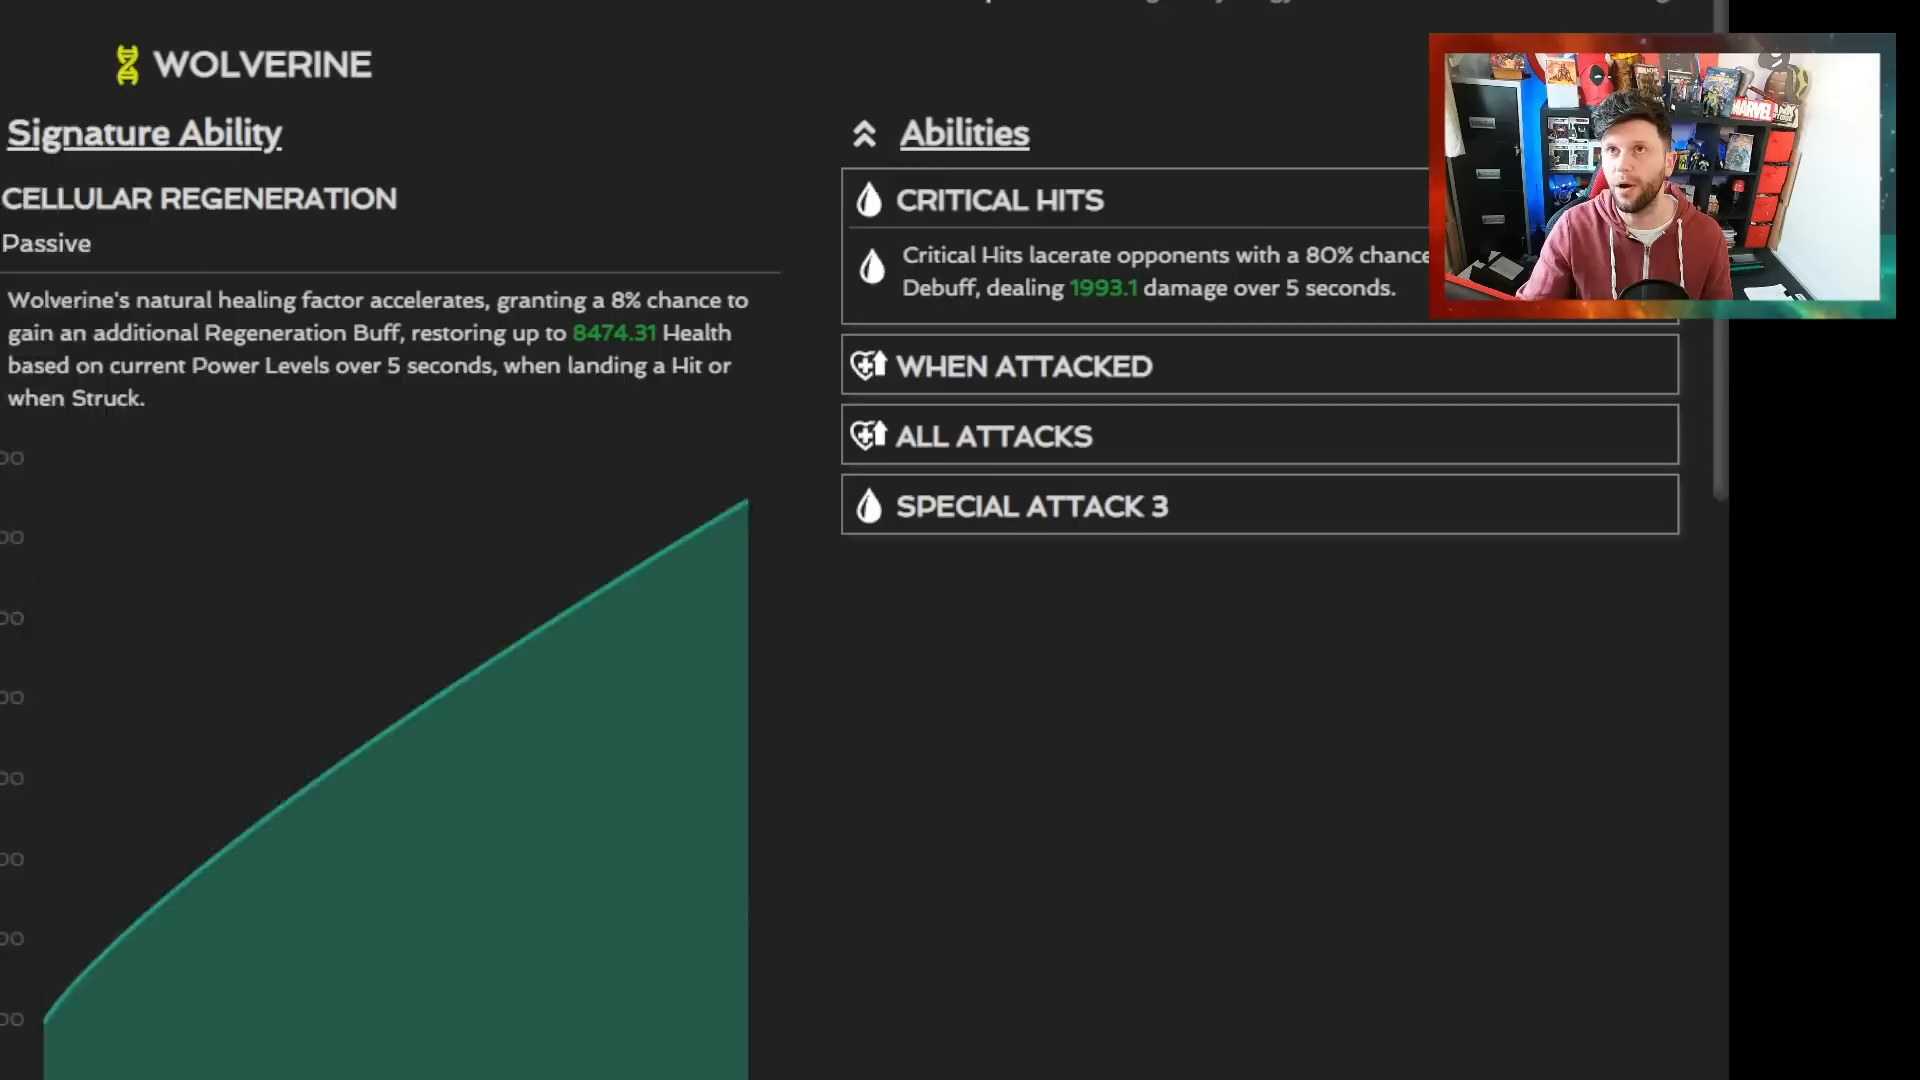 WOLVERINE
Signature Ability
CELLULAR REGENERATION
Passive
Wolverine's natural healing factor accelerates, granting a 8% chance to
gain an additional Regeneration Buff, restoring up to 8474.31 Health
based on current Power Levels over 5 seconds, when landing a Hit or
when Struck.
Abilities
CRITICAL HITS
Critical Hits lacerate opponents with a 80% chance
Debuff, dealing 1993.1 damage over 5 seconds.
WHEN ATTACKED
ALL ATTACKS
SPECIAL ATTACK 3
MARVEL